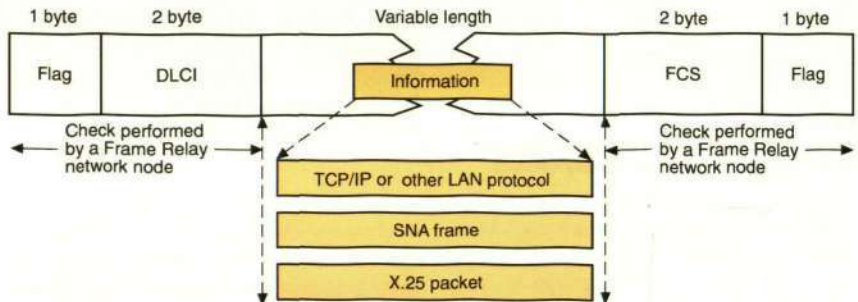 1 byte
2 byte
Variable length
2 byte
1 byte
Flag
DLCI
Information
FCS
Flag
Check performed
by a Frame Relay
network node
Check performed
by a Frame Relay
network node
TCP/IP or other LAN protocol
SNA frame
X.25 packet